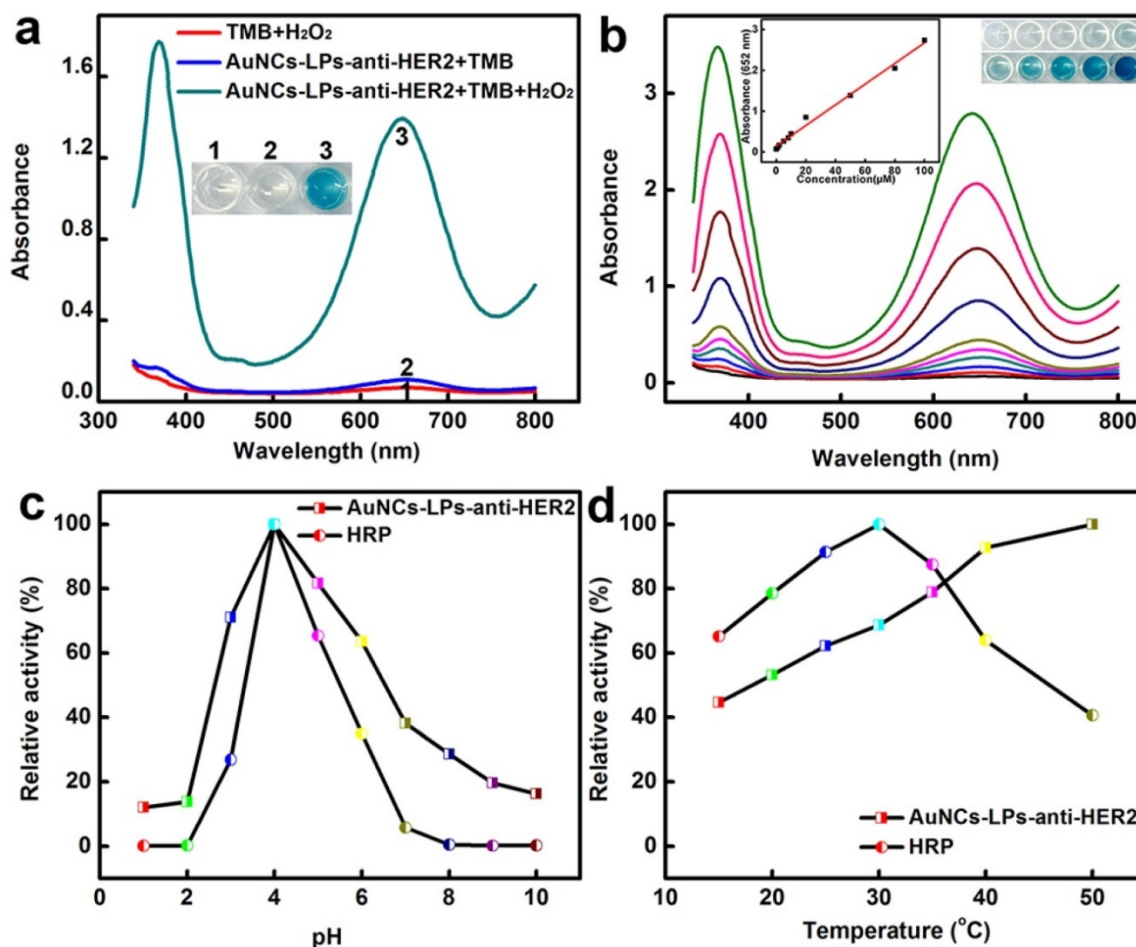 a
TMB+H₂O₂
AuNCs-LPs-anti-HER2+TMB
AuNCs-LPs-anti-HER2+TMB+H₂O₂
1 2 3
3
2
1.6
1.2
0.8
0.4
0.0
Absorbance
300 400 500 600 700 800
Wavelength (nm)
b
3
2
1
0
Absorbance
400 500 600 700 800
Wavelength (nm)
3
2
1
0
Absorbance (652 nm)
0 20 40 60 80 100
Concentration(µM)
c
AuNCs-LPs-anti-HER2
HRP
100
80
60
40
20
0
Relative activity (%)
0 2 4 6 8 10
pH
d
100
80
60
40
20
0
Relative activity (%)
AuNCs-LPs-anti-HER2
HRP
10 20 30 40 50
Temperature (°C)